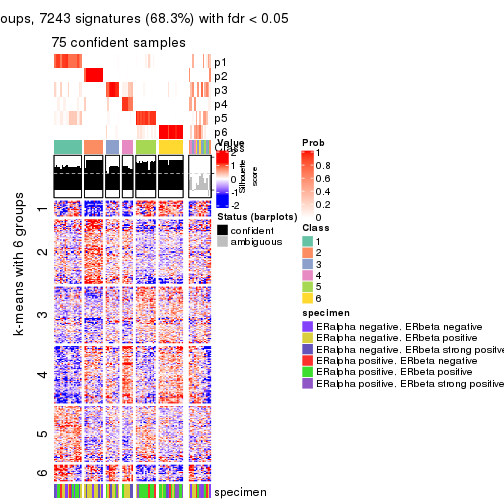 oups, 7243 signatures (68.3%) with fdr < 0.05
75 confident samples
p1
p2
p3
p4
p5
p6
Class
Value
2
1
0
-1
-2
Silhouette
score
Status (barplots)
confident
ambiguous
Prob
1
0.8
0.6
0.4
0.2
0
Class
1
2
3
4
5
6
specimen
ERalpha negative, ERbeta negative
ERalpha negative, ERbeta positive
ERalpha negative, ERbeta strong positive
ERalpha positive, ERbeta negative
ERalpha positive, ERbeta positive
ERalpha positive, ERbeta strong positive
k-means with 6 groups
1
2
3
4
5
6
specimen